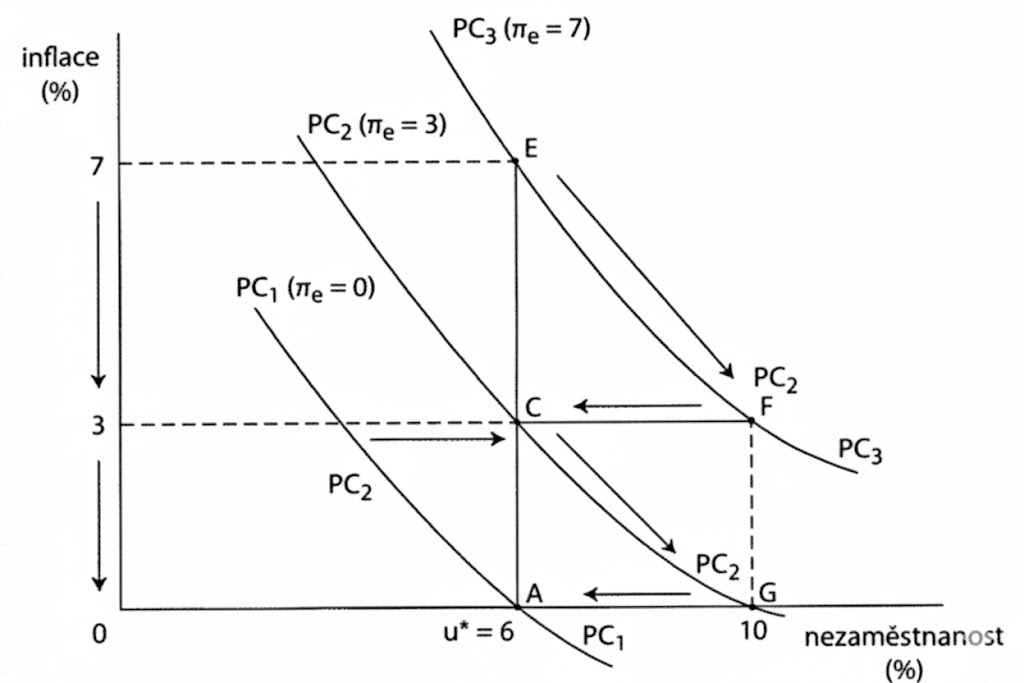 PC₃ (πₑ = 7)
inflace
(%)
PC₂ (πₑ = 3)
E
7
PC₁ (πₑ = 0)
PC₂
F
C
3
PC₃
PC₂
PC₂
A
G
0
u* = 6
PC₁
10
nezaměstnanost
(%)